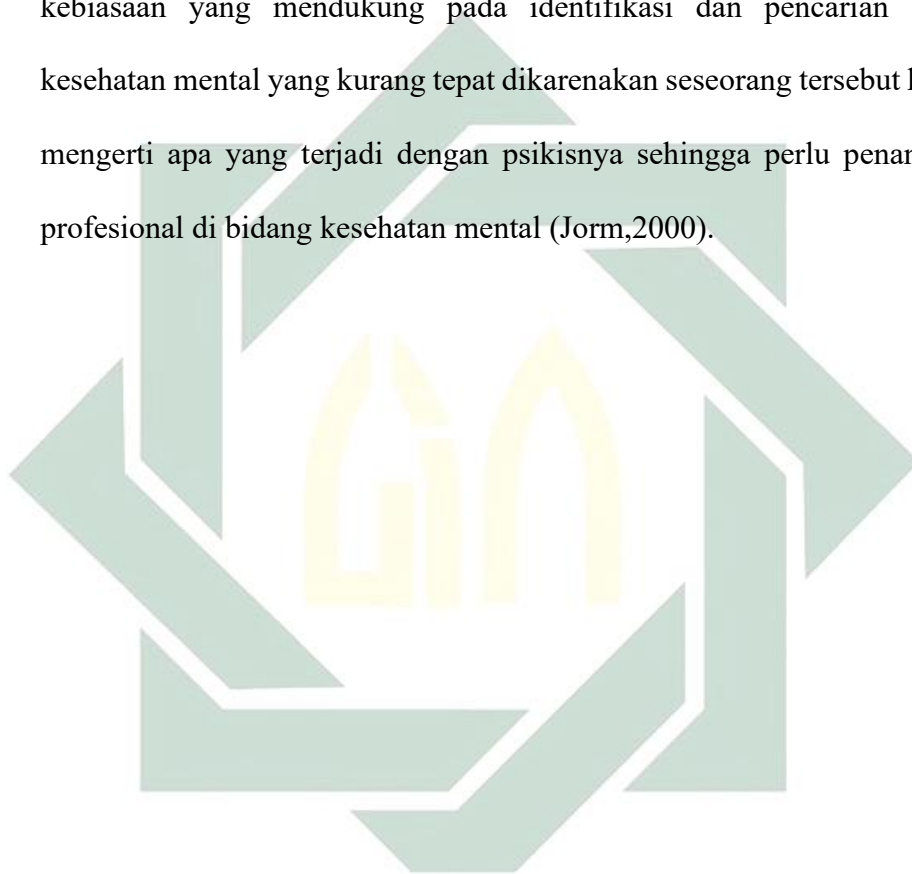 kebiasaan yang mendukung pada identifikasi dan pencarian
kesehatan mental yang kurang tepat dikarenakan seseorang tersebut
mengerti apa yang terjadi dengan psikisnya sehingga perlu
profesional di bidang kesehatan mental (Jorm,2000).